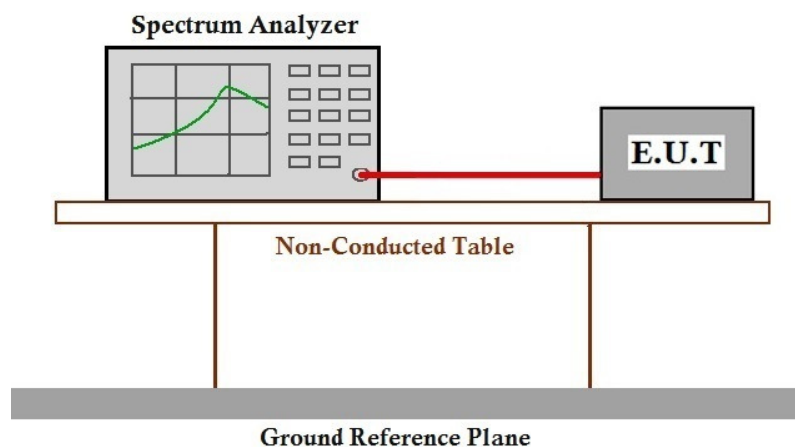 Spectrum Analyzer
E.U.T
Non-Conducted Table
Ground Reference Plane